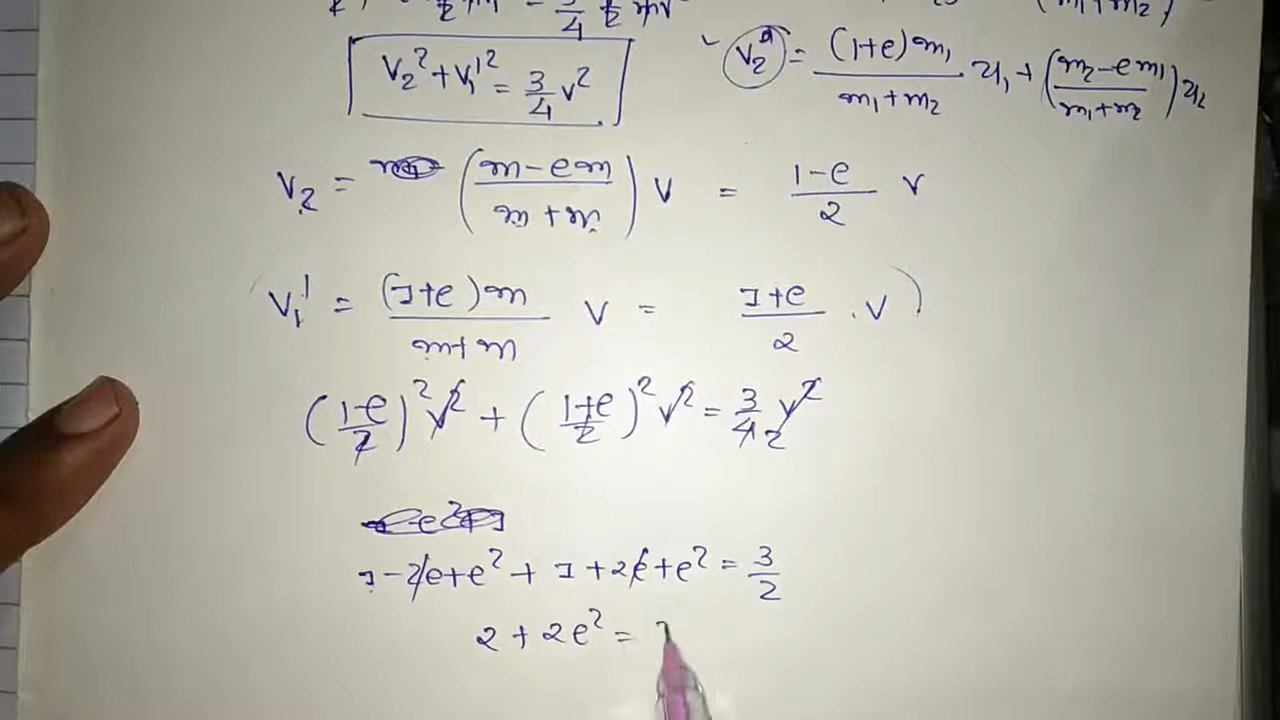 V₂² + V₁'² = 3/4 v²
V₂ = (1+e)m₁/m₁+m₂ u₁ + (m₂-em₁/m₁+m₂) u₂
V₂ = (m-em/m+m) V = 1-e/2 v
V₁' = (1+e)m/m+m V = 1+e/2 . V
(1-e/2)² v² + (1+e/2)² v² = 3/4 v² 2
1-2e+e² + 1+2e+e² = 3/2
2 + 2e² =